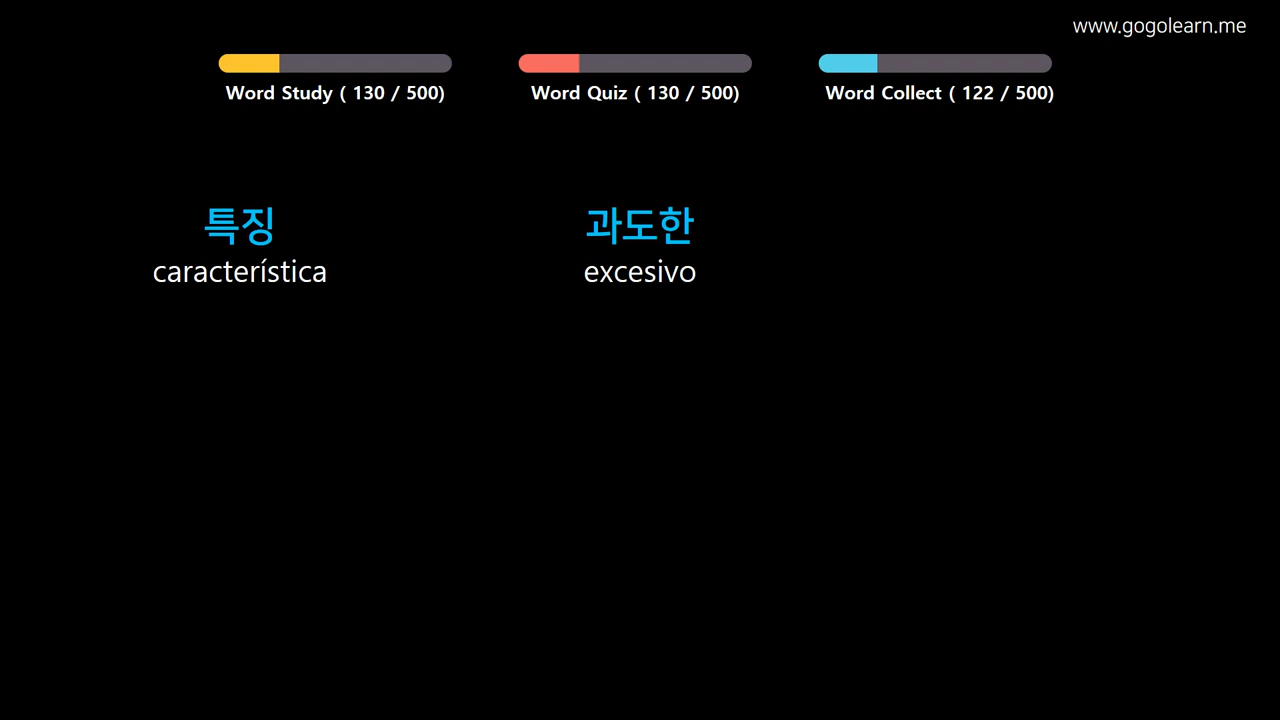 www.gogolearn.me
Word Study ( 130 / 500)
Word Quiz ( 130 / 500)
Word Collect ( 122 / 500)
특징
característica
과도한
excesivo